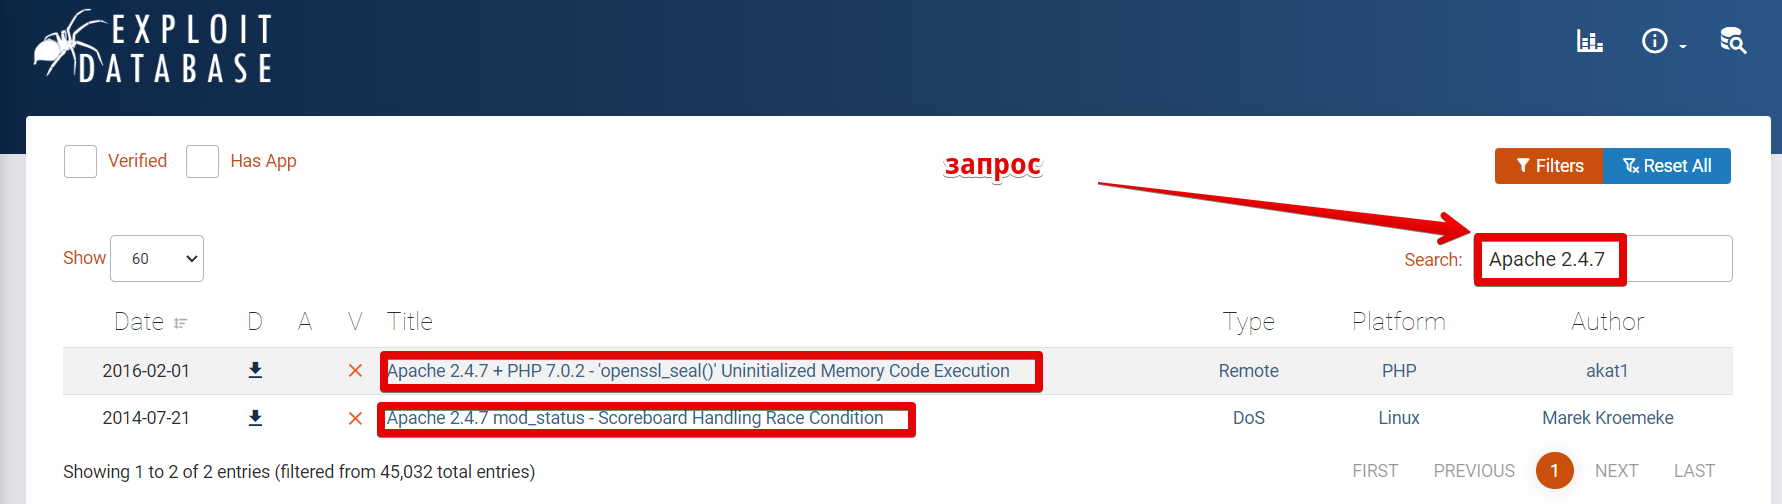 EXPLOIT
DATABASE
Verified Has App
запрос
Filters Reset All
Show 60
Search: Apache 2.4.7
Date D A V Title Type Platform Author
2016-02-01 Apache 2.4.7 + PHP 7.0.2 - 'openssl_seal()' Uninitialized Memory Code Execution Remote PHP akat1
2014-07-21 Apache 2.4.7 mod_status - Scoreboard Handling Race Condition DoS Linux Marek Kroemeke
Showing 1 to 2 of 2 entries (filtered from 45,032 total entries) FIRST PREVIOUS 1 NEXT LAST